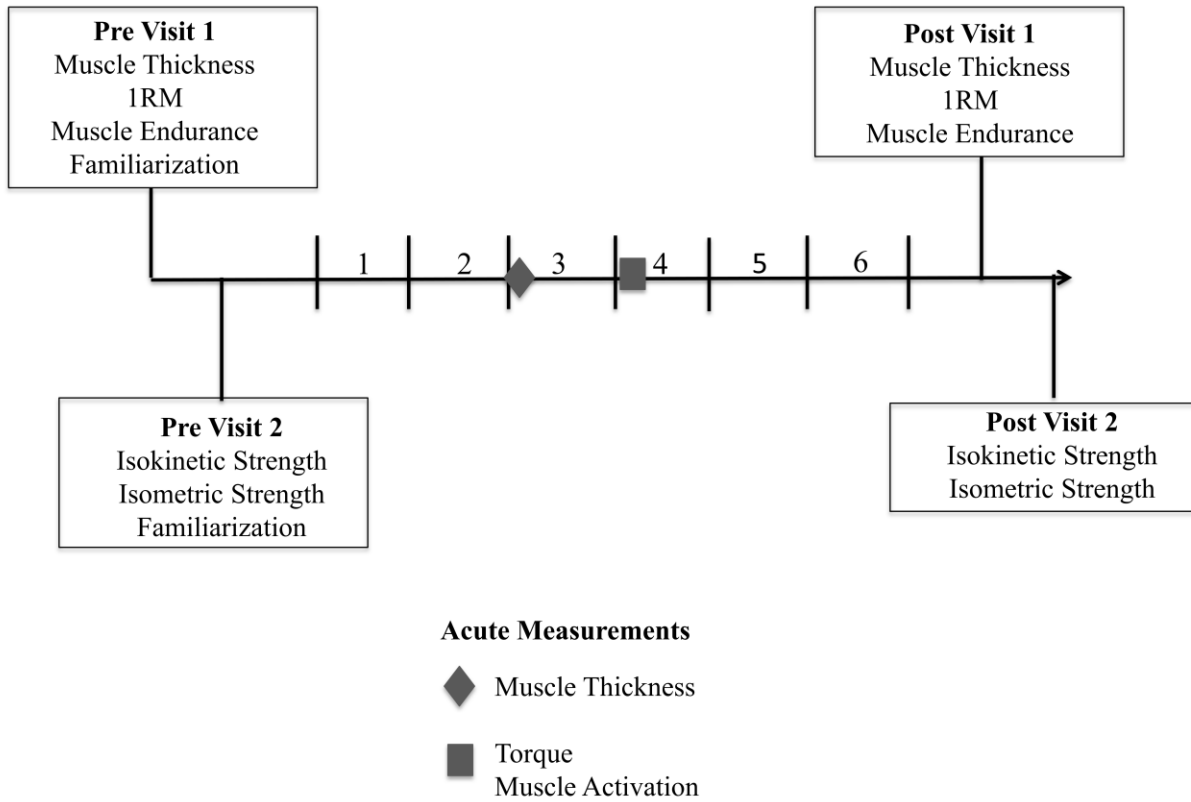 Pre Visit 1
Muscle Thickness
1RM
Muscle Endurance
Familiarization
Post Visit 1
Muscle Thickness
1RM
Muscle Endurance
1 2 3 4 5 6
Pre Visit 2
Isokinetic Strength
Isometric Strength
Familiarization
Post Visit 2
Isokinetic Strength
Isometric Strength
Acute Measurements
Muscle Thickness
Torque
Muscle Activation